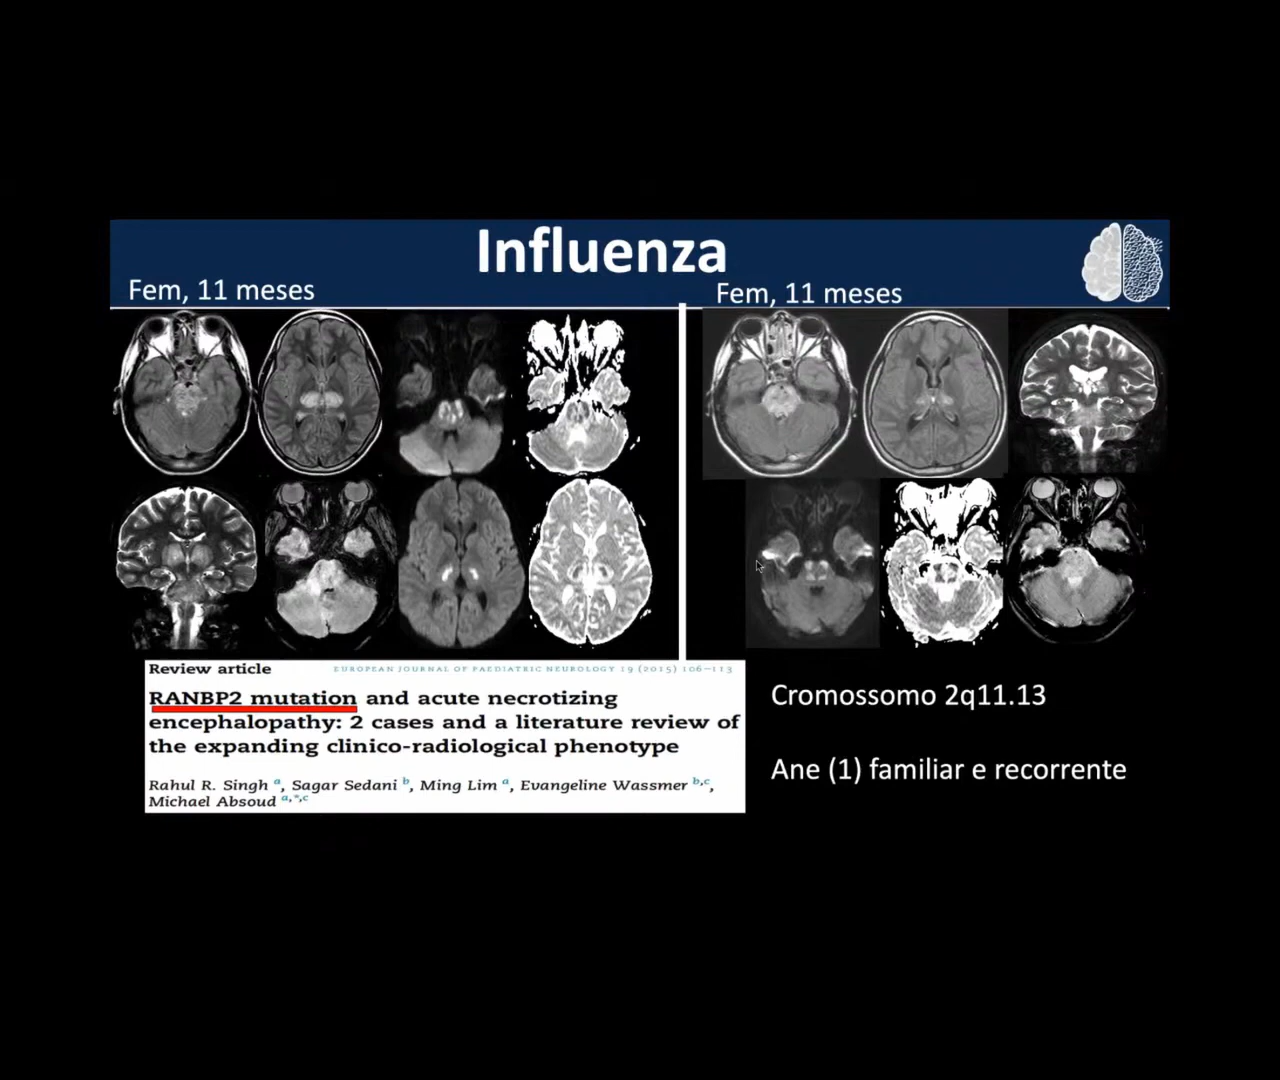 Influenza
Fem, 11 meses
Fem, 11 meses
Review article
EUROPEAN JOURNAL OF PAEDIATRIC NEUROLOGY 19 (2015) 106–113
RANBP2 mutation and acute necrotizing
encephalopathy: 2 cases and a literature review of
the expanding clinico-radiological phenotype
Rahul R. Singh a, Sagar Sedani b, Ming Lim a, Evangeline Wassmer b,c,
Michael Absoud a,*,c
Cromossomo 2q11.13
Ane (1) familiar e recorrente